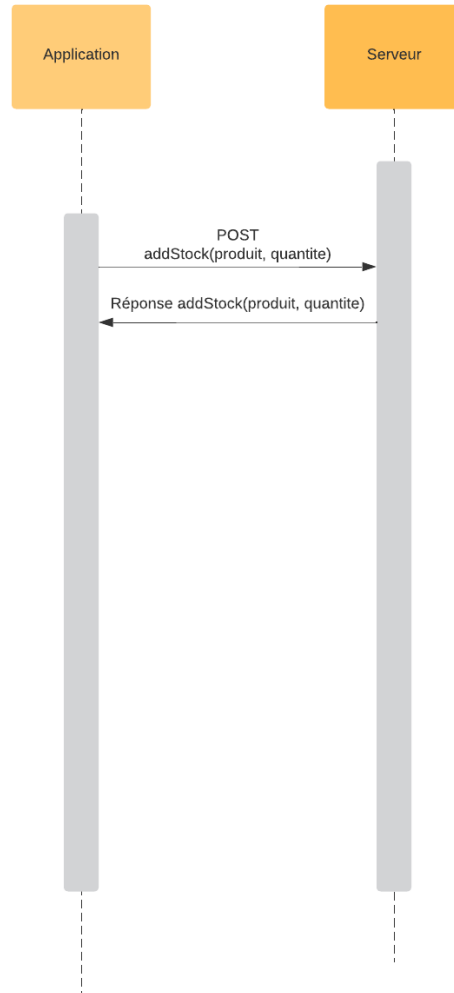 Application
Serveur
POST
addStock(produit, quantite)
Réponse addStock(produit, quantite)